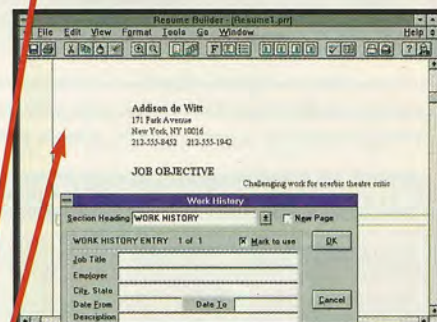 Resume Builder - [Resume1.prr]
File Edit View Format Tools Go Window Help
Addison de Witt
171 Park Avenue
New York, NY 10016
212-555-8452 212-555-1942
JOB OBJECTIVE
Challenging work for acerbic theatre critic
Work History
Section Heading WORK HISTORY New Page
WORK HISTORY ENTRY 1 of 1 Mark to use OK
Job Title
Employer
City, State
Date From Date To Cancel
Description